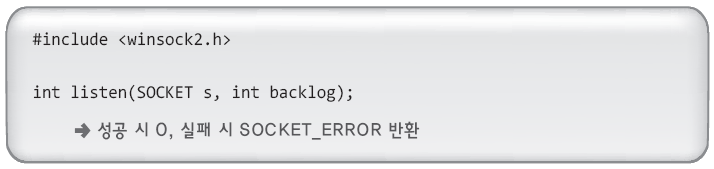 #include <winsock2.h>
int listen(SOCKET s, int backlog);
➔ 성공 시 0, 실패 시 SOCKET_ERROR 반환